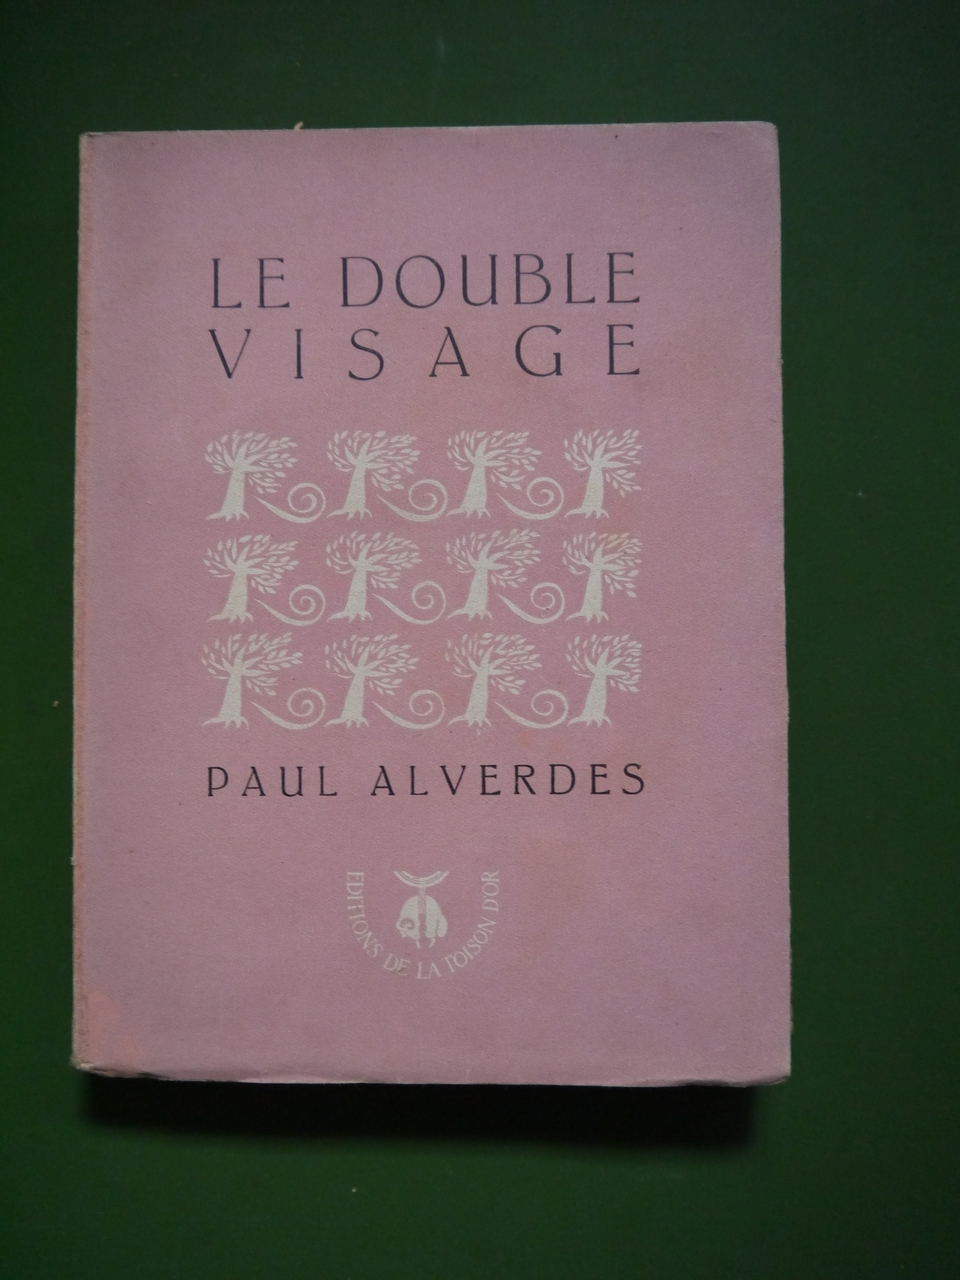 LE DOUBLE
VISAGE
PAUL ALVERDES
EDITIONS DE LA TOISON D'OR